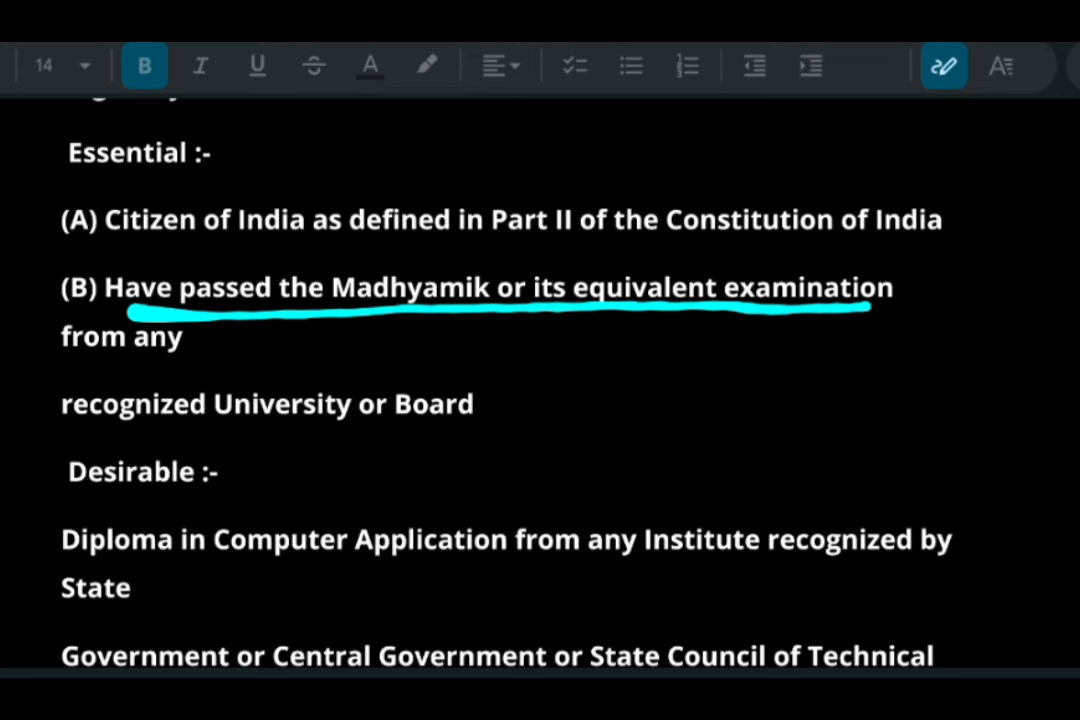 14 B I U S A
Essential :-
(A) Citizen of India as defined in Part II of the Constitution of India
(B) Have passed the Madhyamik or its equivalent examination
from any
recognized University or Board
Desirable :-
Diploma in Computer Application from any Institute recognized by
State
Government or Central Government or State Council of Technical